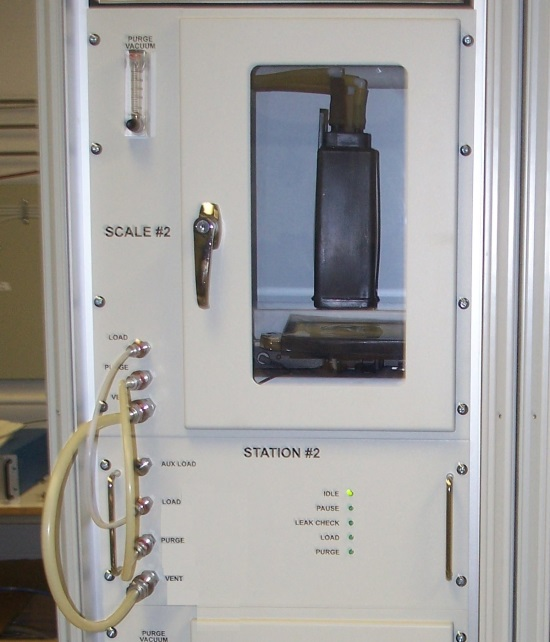 PURGE
VACUUM
SCALE #2
LOAD
PURGE
STATION #2
AUX LOAD
LOAD
PURGE
VENT
IDLE
PAUSE
LEAK CHECK
LOAD
PURGE
PURGE
VACUUM